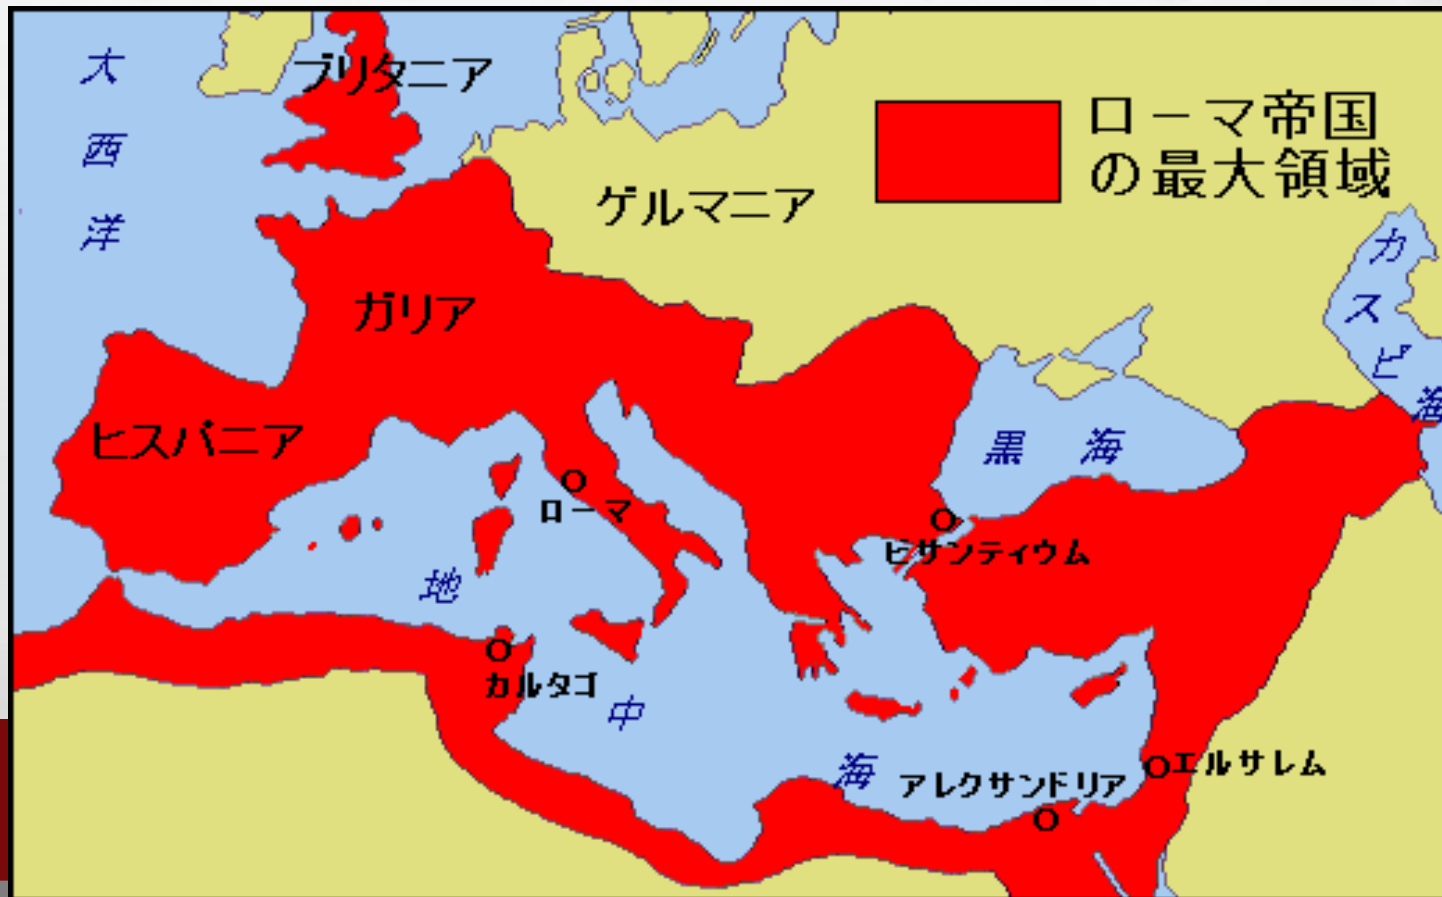 大西洋
ブリタニア
ローマ帝国
の最大領域
ゲルマニア
カスピ海
ガリア
ヒスパニア
黒海
ローマ
ビザンティウム
地中海
カルタゴ
エルサレム
アレクサンドリア